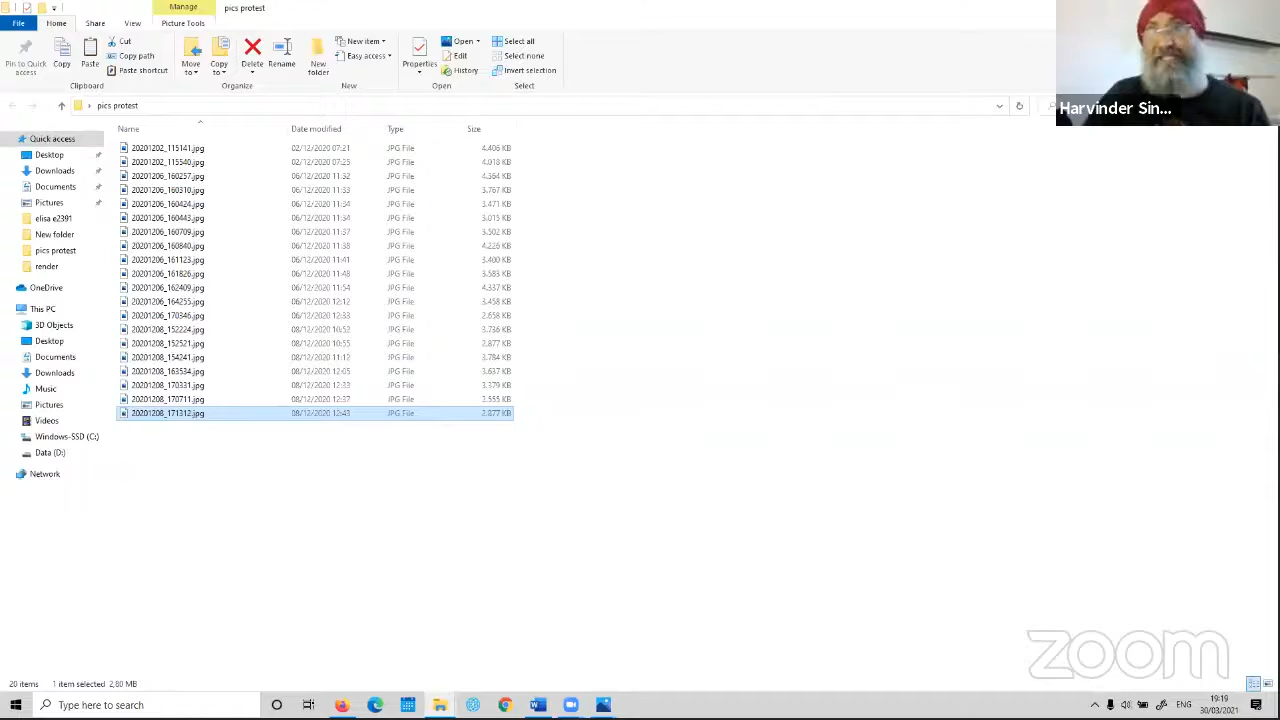 Manage
pics protest
File
Home
Share
View
Picture Tools
Pin to Quick access
Copy
Paste
Cut
Copy path
Paste shortcut
Clipboard
Move to
Copy to
Delete
Rename
Organize
New folder
New item
Easy access
New
Properties
Open
Edit
History
Open
Select all
Select none
Invert selection
Select
Harvinder Sin...
pics protest
Name Date modified Type Size
20201202_115141.jpg 02/12/2020 07:21 JPG File 4.406 KB
20201202_115540.jpg 02/12/2020 07:25 JPG File 4.918 KB
20201206_160257.jpg 06/12/2020 11:32 JPG File 4.364 KB
20201206_160310.jpg 06/12/2020 11:33 JPG File 3.767 KB
20201206_160424.jpg 06/12/2020 11:34 JPG File 3.471 KB
20201206_160443.jpg 06/12/2020 11:34 JPG File 3.015 KB
20201206_160709.jpg 06/12/2020 11:37 JPG File 3.502 KB
20201206_160840.jpg 06/12/2020 11:38 JPG File 4.226 KB
20201206_161123.jpg 06/12/2020 11:41 JPG File 3.400 KB
20201206_161826.jpg 06/12/2020 11:48 JPG File 3.583 KB
20201206_162409.jpg 06/12/2020 11:54 JPG File 4.337 KB
20201206_164255.jpg 06/12/2020 12:12 JPG File 3.458 KB
20201206_170346.jpg 06/12/2020 12:33 JPG File 2.658 KB
20201208_152224.jpg 08/12/2020 10:52 JPG File 3.736 KB
20201208_152521.jpg 08/12/2020 10:55 JPG File 2.877 KB
20201208_154241.jpg 08/12/2020 11:12 JPG File 3.784 KB
20201208_163534.jpg 08/12/2020 12:05 JPG File 3.637 KB
20201208_170331.jpg 08/12/2020 12:33 JPG File 3.379 KB
20201208_170711.jpg 08/12/2020 12:37 JPG File 2.555 KB
20201208_171312.jpg 08/12/2020 12:43 JPG File 2.877 KB
Quick access
Desktop
Downloads
Documents
Pictures
elisa e2391
New folder
pics protest
render
OneDrive
This PC
3D Objects
Desktop
Documents
Downloads
Music
Pictures
Videos
Windows-SSD (C:)
Data (D:)
Network
zoom
20 items 1 item selected 2,80 MB
Type here to search
ENG
19:19
30/03/2021